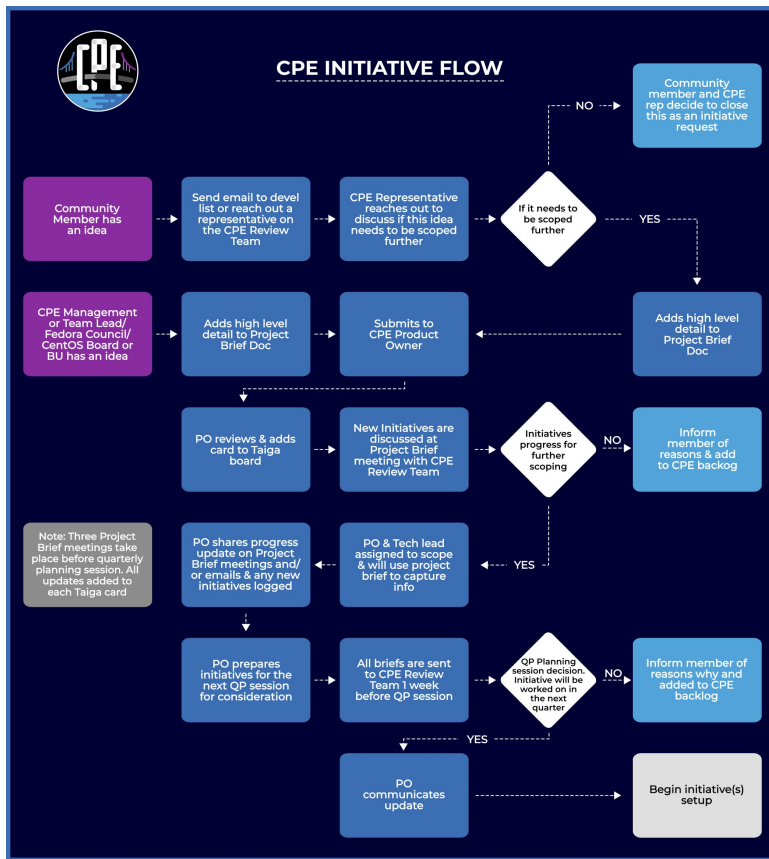 CPE
CPE INITIATIVE FLOW
Community
member and CPE
rep decide to close
this as an initiative
request
NO
Community
Member has
an idea
Send email to devel
list or reach out a
representative on
the CPE Review
Team
CPE Representative
reaches out to
discuss if this idea
needs to be scoped
further
If it needs to
be scoped
further
YES
CPE Management
or Team Lead/
Fedora Council/
CentOS Board or
BU has an idea
Adds high level
detail to Project
Brief Doc
Submits to
CPE Product
Owner
Adds high level
detail to
Project Brief
Doc
PO reviews & adds
card to Taiga
board
New Initiatives are
discussed at
Project Brief
meeting with CPE
Review Team
Initiatives
progress for
further
scoping
NO
Inform
member of
reasons & add
to CPE backog
Note: Three Project
Brief meetings take
place before quarterly
planning session. All
updates added to
each Taiga card
PO shares progress
update on Project
Brief meetings and/
or emails & any new
initiatives logged
PO & Tech lead
assigned to scope
& will use project
brief to capture
info
YES
PO prepares
initiatives for the
next QP session
for consideration
All briefs are sent
to CPE Review
Team 1 week
before QP session
QP Planning
session decision.
Initiative will be
worked on in
the next
quarter
NO
Inform member of
reasons why and
added to CPE
backlog
YES
PO
communicates
update
Begin initiative(s)
setup